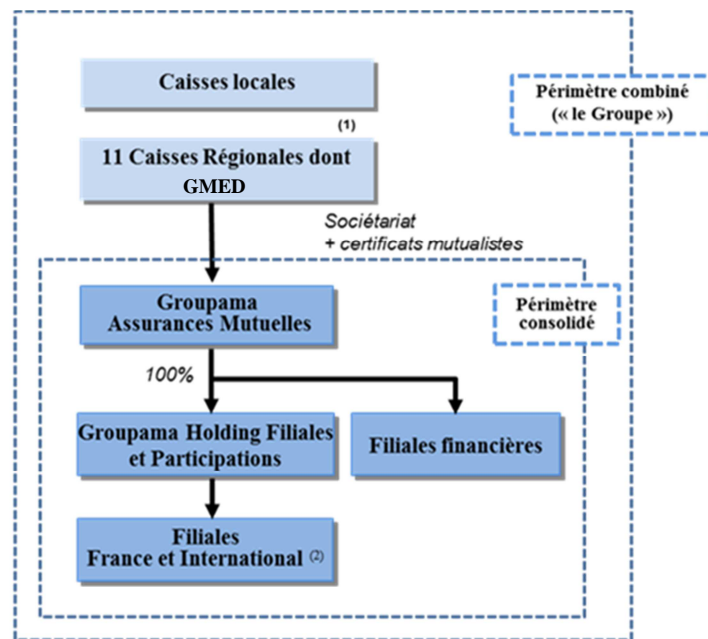 Caisses locales
Périmètre combiné
(« le Groupe »)
(1)
11 Caisses Régionales dont
GMED
Sociétariat
+ certificats mutualistes
Groupama
Assurances Mutuelles
Périmètre
consolidé
100%
Groupama Holding Filiales
et Participations
Filiales financières
Filiales
France et International (2)